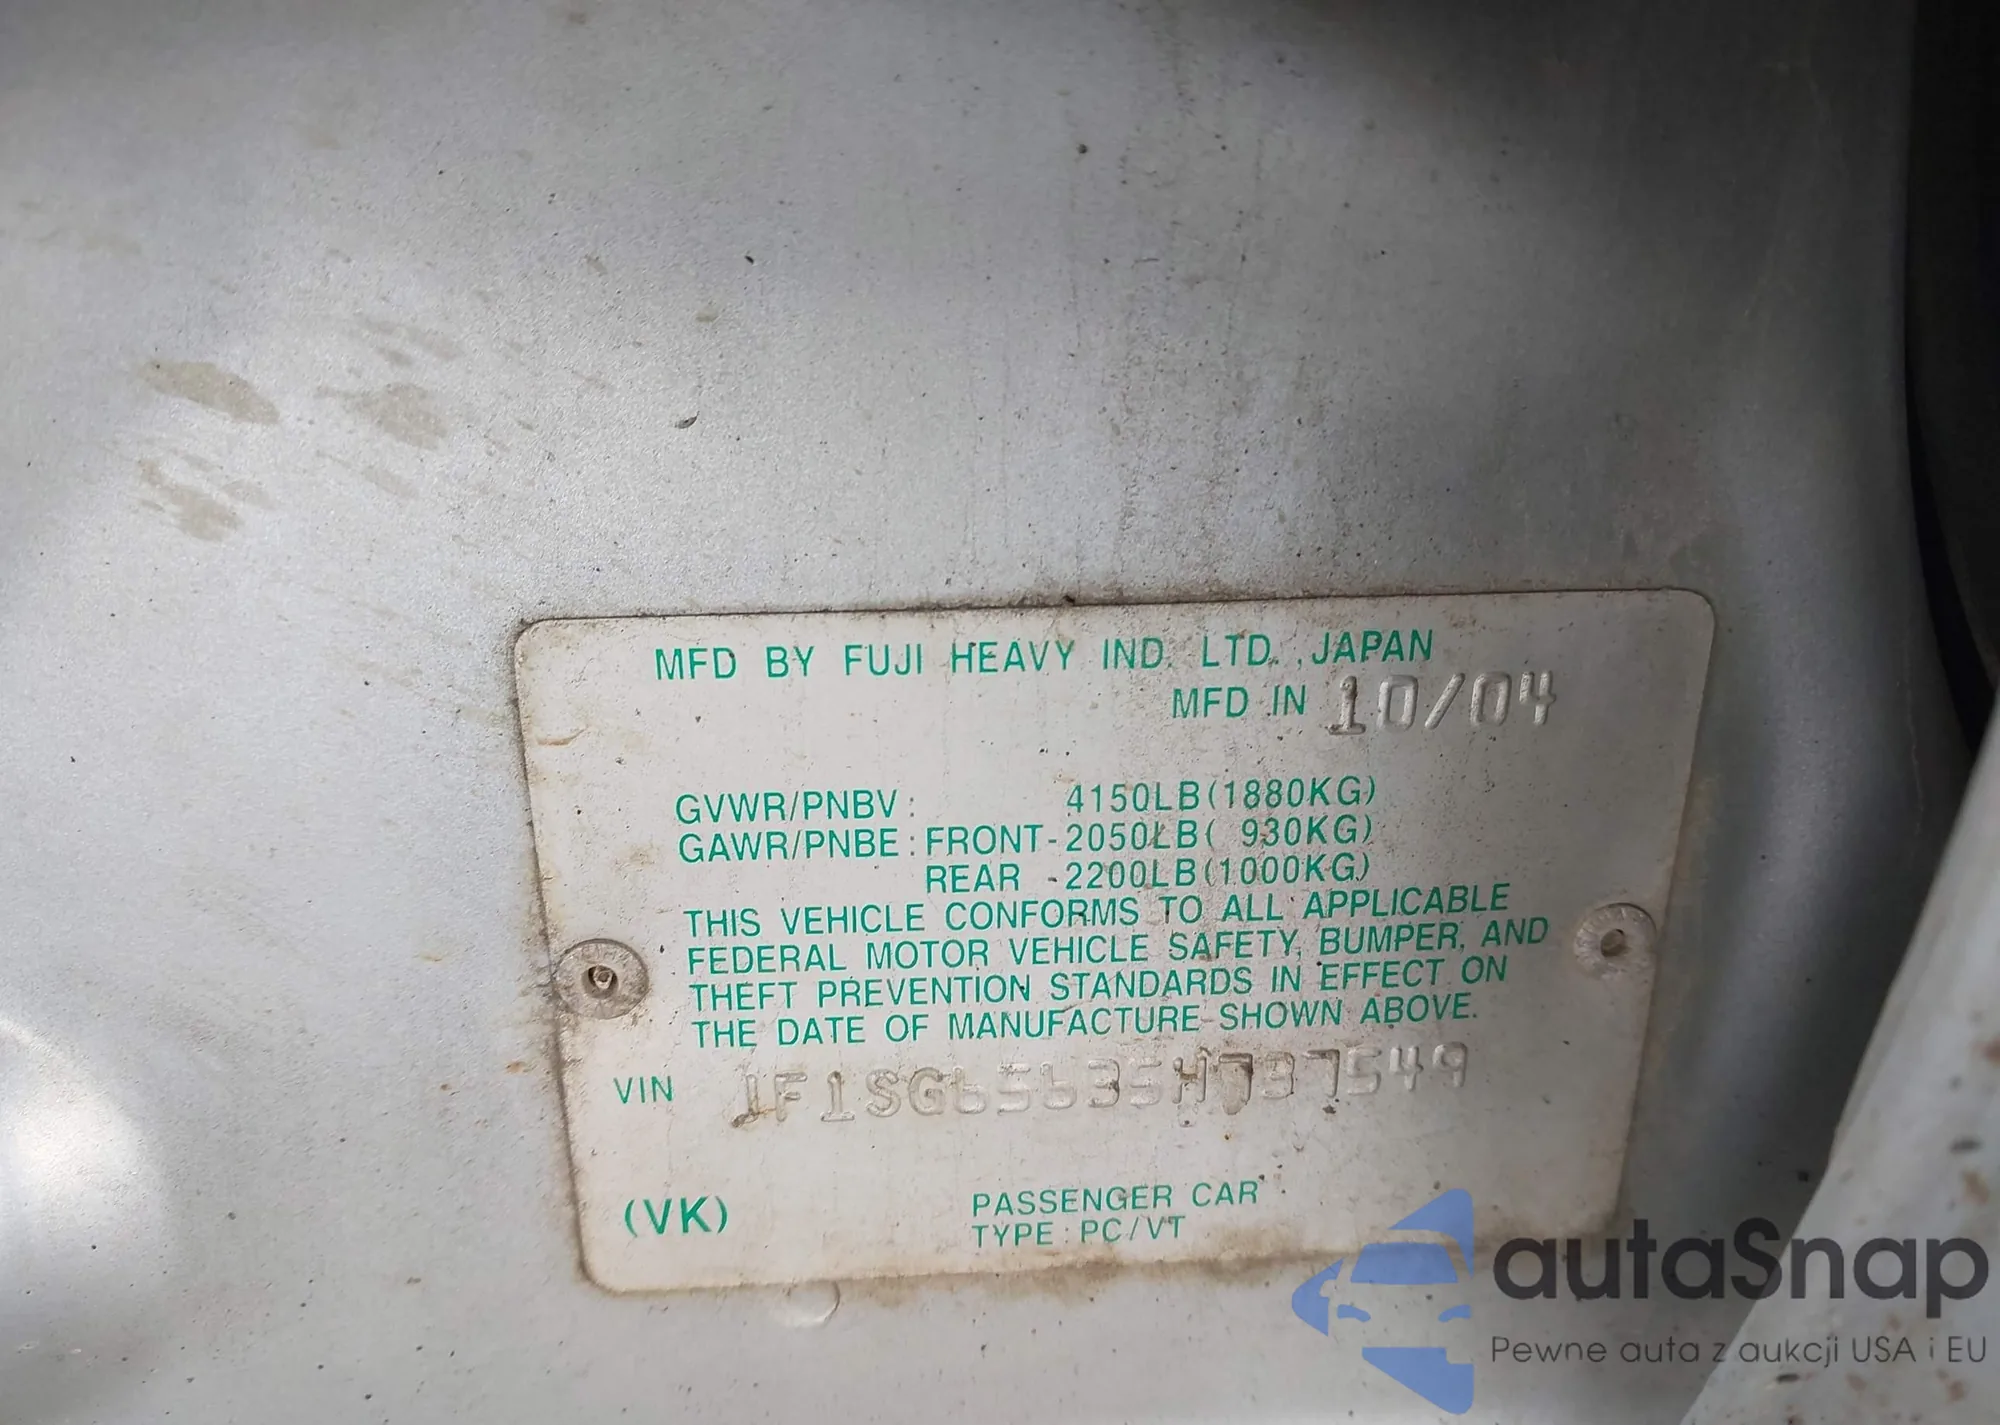 MFD BY FUJI HEAVY IND. LTD., JAPAN
MFD IN 10/04
GVWR/PNBV: 4150LB(1880KG)
GAWR/PNBE: FRONT-2050LB( 930KG)
REAR -2200LB(1000KG)
THIS VEHICLE CONFORMS TO ALL APPLICABLE
FEDERAL MOTOR VEHICLE SAFETY, BUMPER, AND
THEFT PREVENTION STANDARDS IN EFFECT ON
THE DATE OF MANUFACTURE SHOWN ABOVE.
VIN JF1SG65635H737549
(VK) PASSENGER CAR
TYPE: PC/VT
autaSnap
Pewne auta z aukcji USA i EU